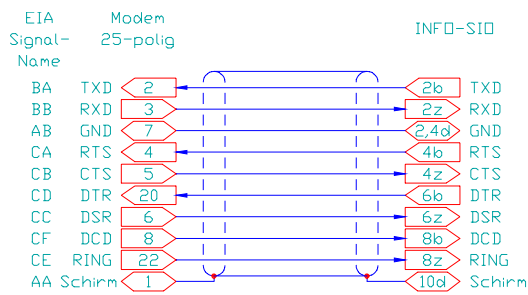 EIA Modem
Signal- 25-polig INFO-SIO
Name
BA TXD 2 2b TXD
BB RXD 3 2z RXD
AB GND 7 2,4d GND
CA RTS 4 4b RTS
CB CTS 5 4z CTS
CD DTR 20 6b DTR
CC DSR 6 6z DSR
CF DCD 8 8b DCD
CE RING 22 8z RING
AA Schirm 1 10d Schirm